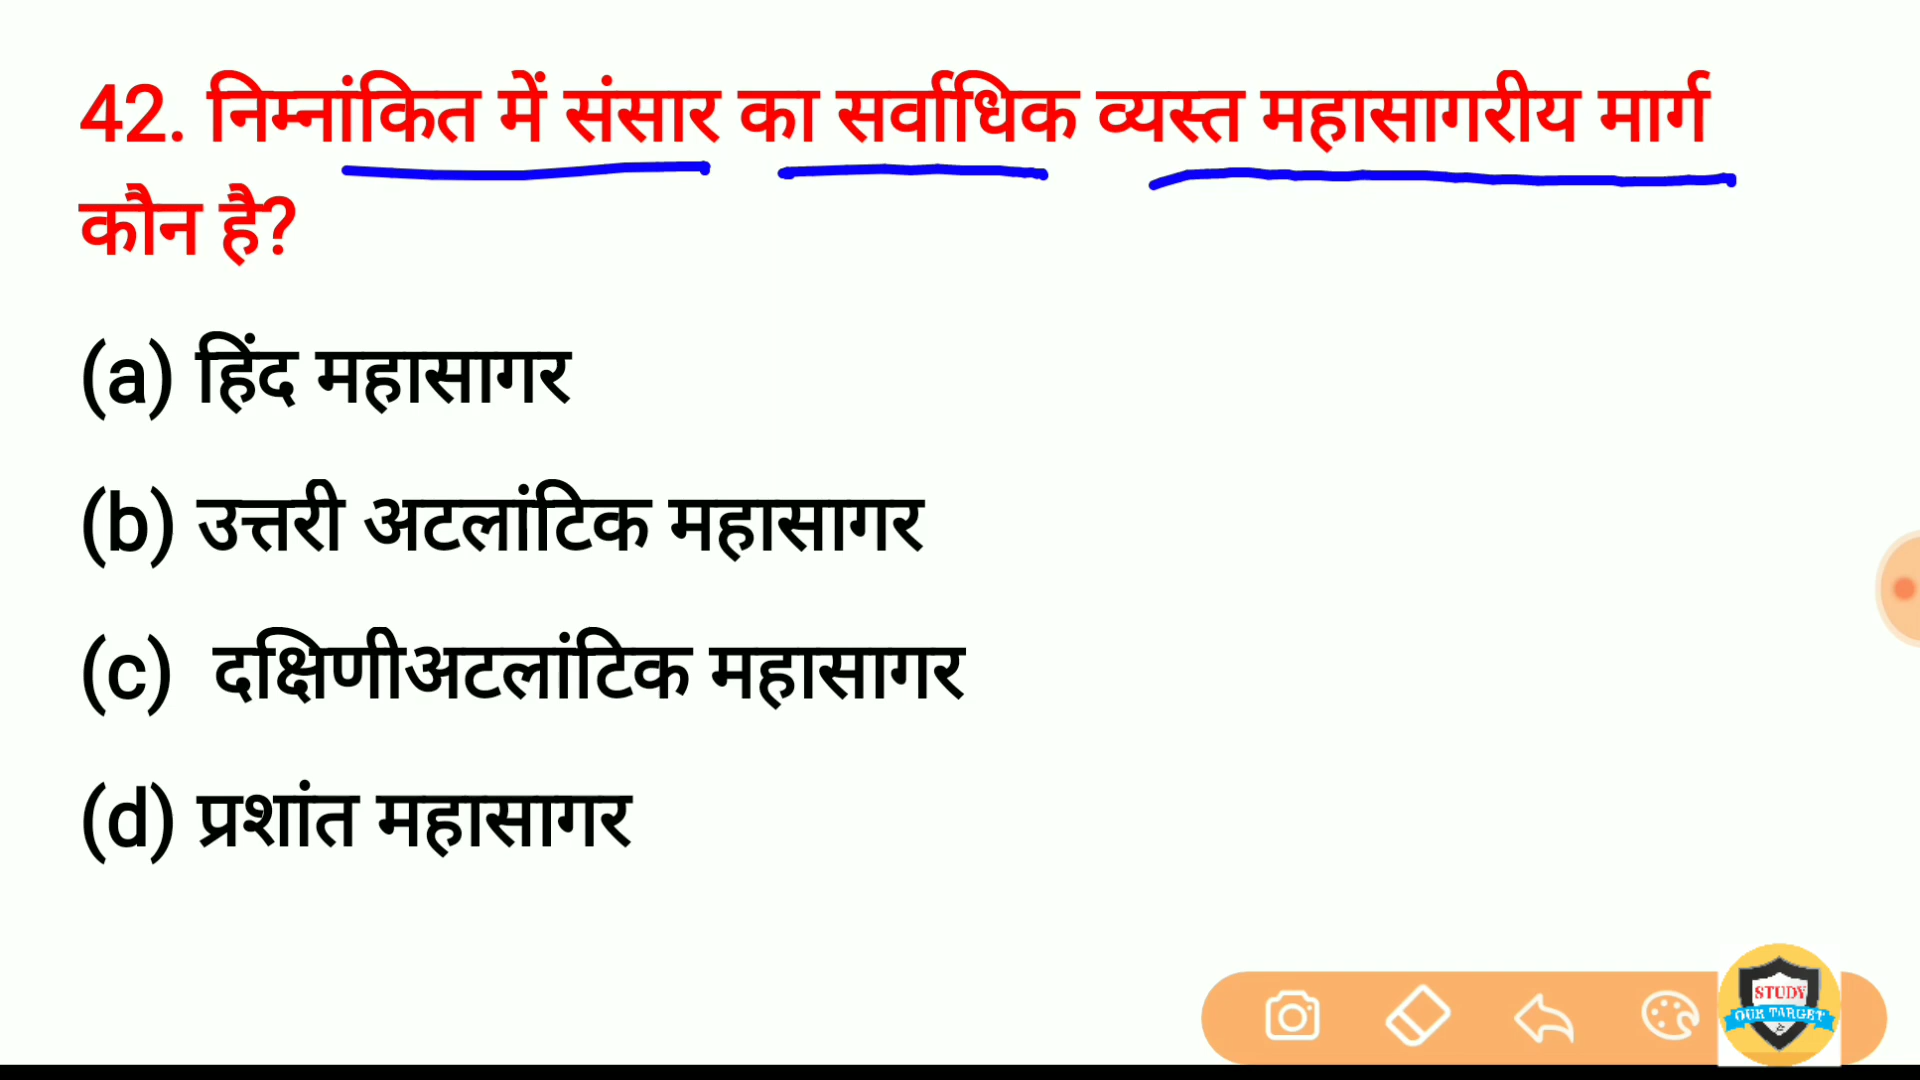 42. निम्नांकित में संसार का सर्वाधिक व्यस्त महासागरीय मार्ग
कौन है?
(a) हिंद महासागर
(b) उत्तरी अटलांटिक महासागर
(c) दक्षिणीअटलांटिक महासागर
(d) प्रशांत महासागर
STUDY
OUR TARGET